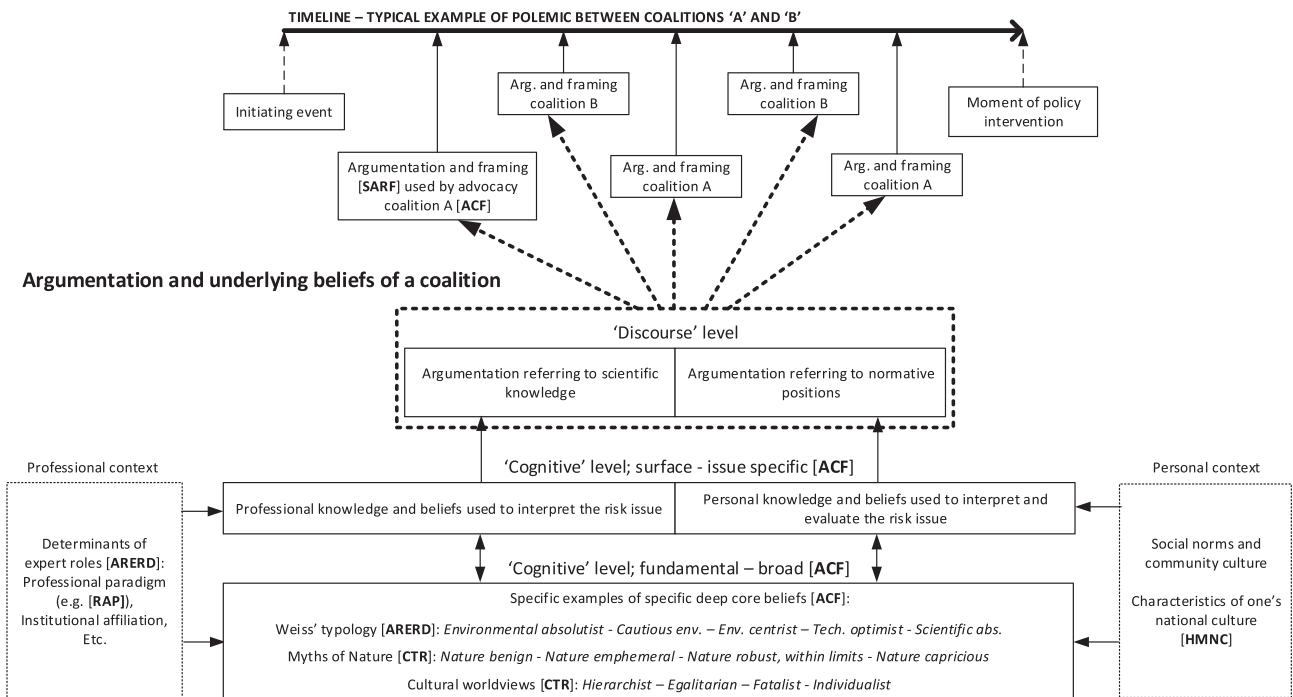 TIMELINE – TYPICAL EXAMPLE OF POLEMIC BETWEEN COALITIONS ‘A’ AND ‘B’
Initiating event
Argumentation and framing
[SARF] used by advocacy
coalition A [ACF]
Arg. and framing
coalition B
Arg. and framing
coalition A
Arg. and framing
coalition B
Arg. and framing
coalition A
Moment of policy
intervention
Argumentation and underlying beliefs of a coalition
‘Discourse’ level
Argumentation referring to scientific
knowledge
Argumentation referring to normative
positions
‘Cognitive’ level; surface - issue specific [ACF]
Professional knowledge and beliefs used to interpret the risk issue
Personal knowledge and beliefs used to interpret and
evaluate the risk issue
Professional context
Determinants of
expert roles [ARERD]:
Professional paradigm
(e.g. [RAP]),
Institutional affiliation,
Etc.
Personal context
Social norms and
community culture
Characteristics of one’s
national culture
[HMNC]
‘Cognitive’ level; fundamental – broad [ACF]
Specific examples of specific deep core beliefs [ACF]:
Weiss’ typology [ARERD]: Environmental absolutist - Cautious env. – Env. centrist – Tech. optimist - Scientific abs.
Myths of Nature [CTR]: Nature benign - Nature emphemeral - Nature robust, within limits - Nature capricious
Cultural worldviews [CTR]: Hierarchist – Egalitarian – Fatalist - Individualist